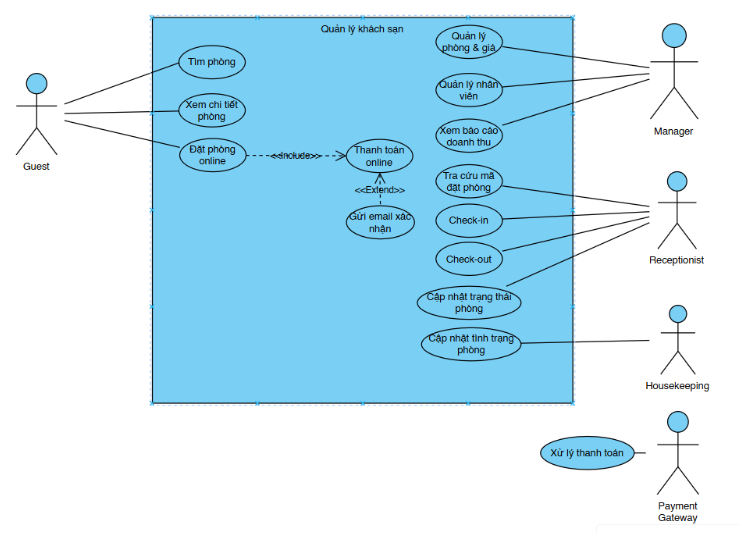 Quản lý khách sạn
Tìm phòng
Xem chi tiết
phòng
Đặt phòng
online
<<Include>>
Thanh toán
online
<<Extend>>
Gửi email xác
nhận
Quản lý
phòng & giá
Quản lý nhân
viên
Xem báo cáo
doanh thu
Tra cứu mã
đặt phòng
Check-in
Check-out
Cập nhật trạng thái
phòng
Cập nhật tình trạng
phòng
Xử lý thanh toán
Guest
Manager
Receptionist
Housekeeping
Payment
Gateway